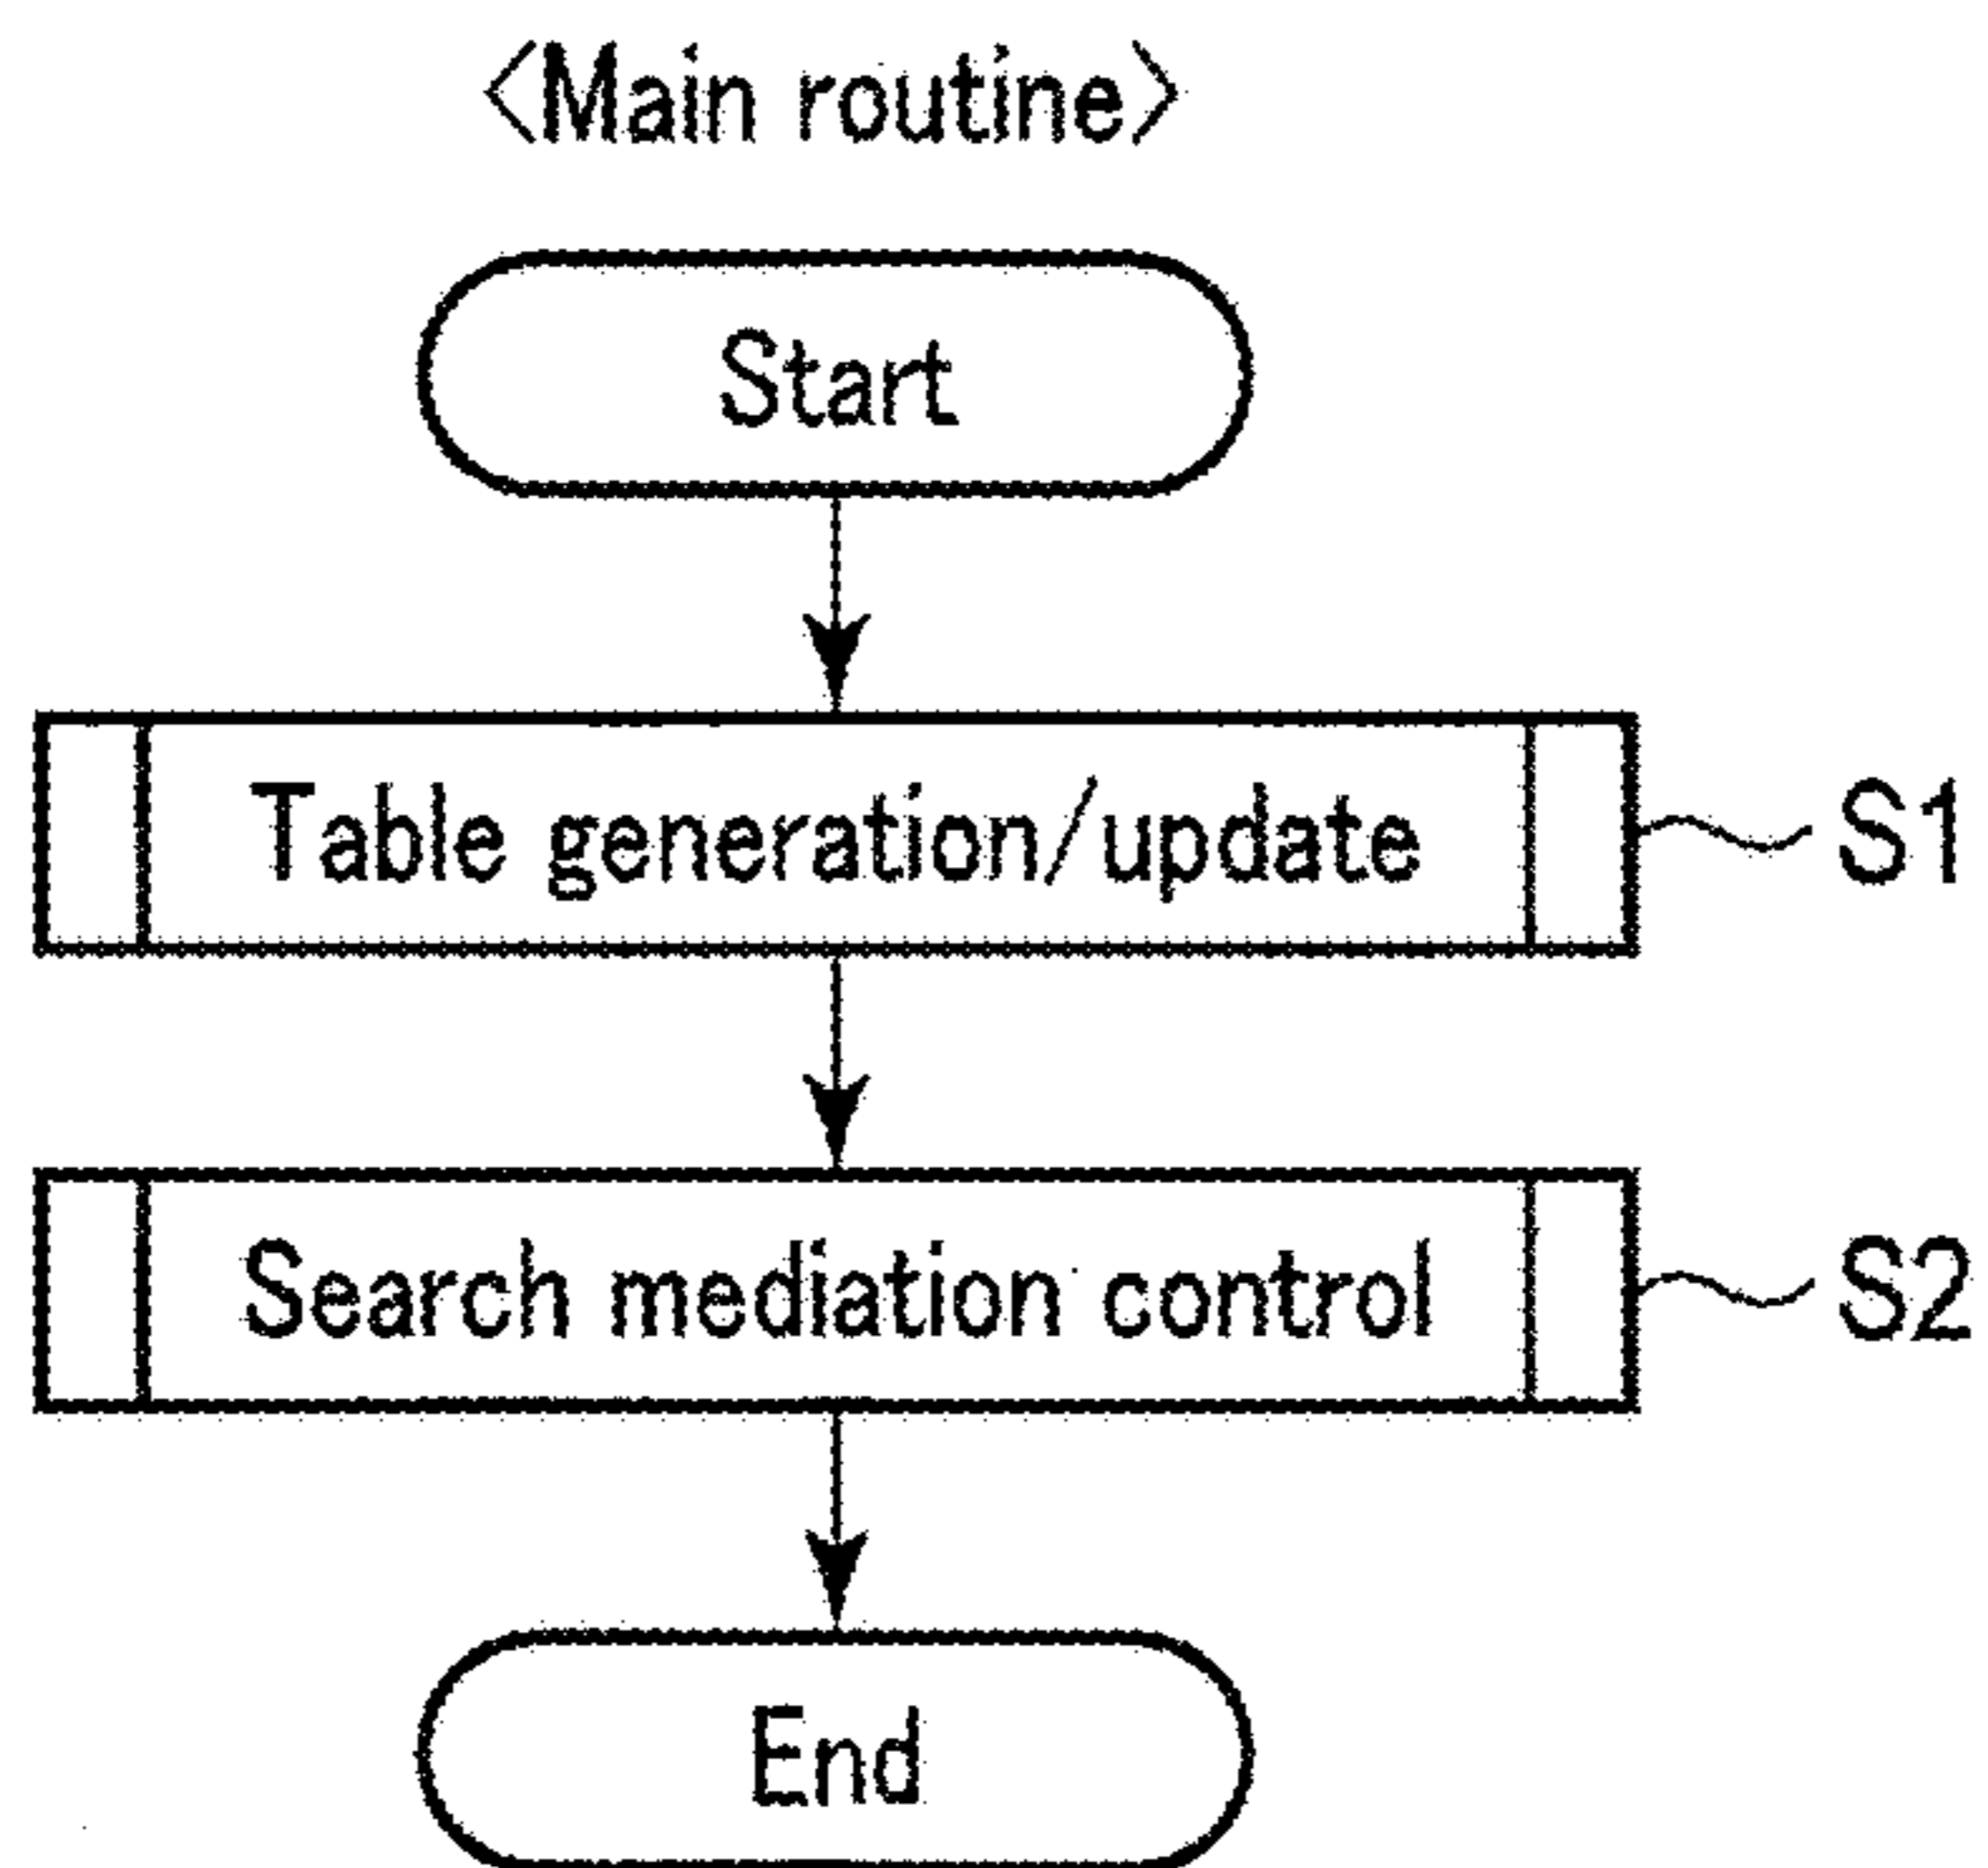 <Main routine>
Start
Table generation/update
S1
Search mediation control
S2
End